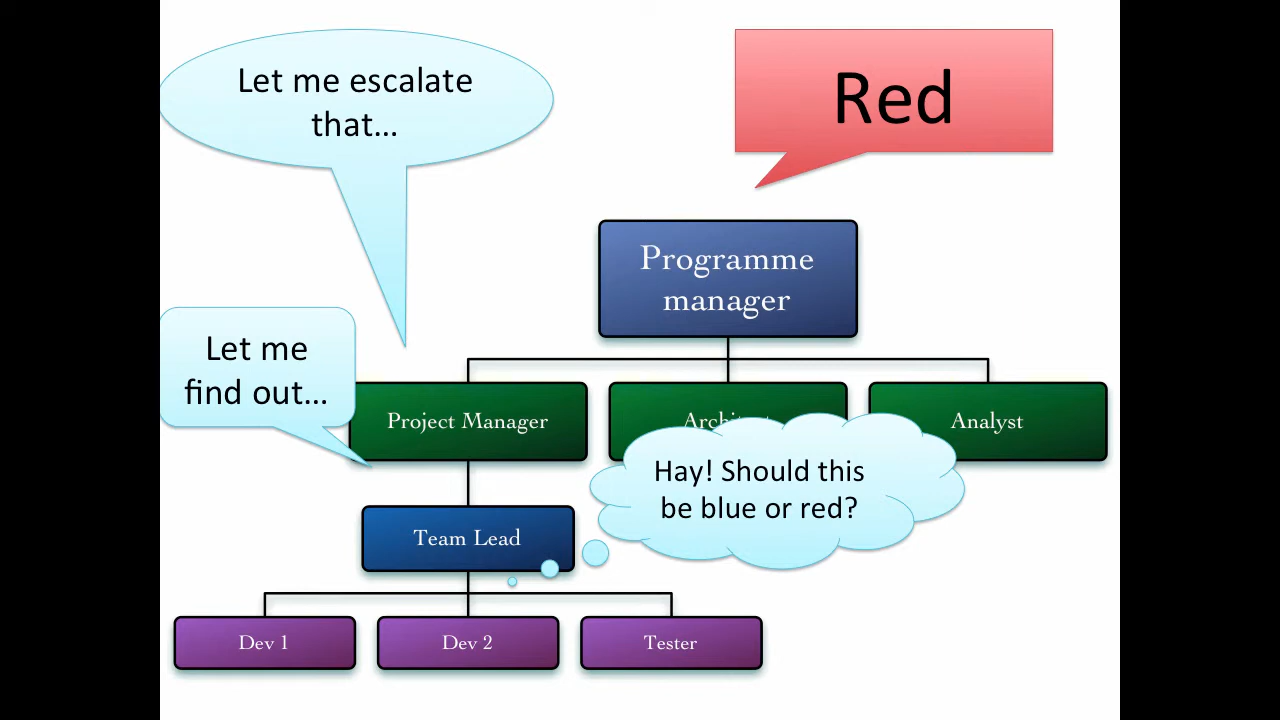 Let me escalate
that...
Red
Programme
manager
Let me
find out...
Project Manager
Analyst
Hay! Should this
be blue or red?
Team Lead
Dev 1
Dev 2
Tester